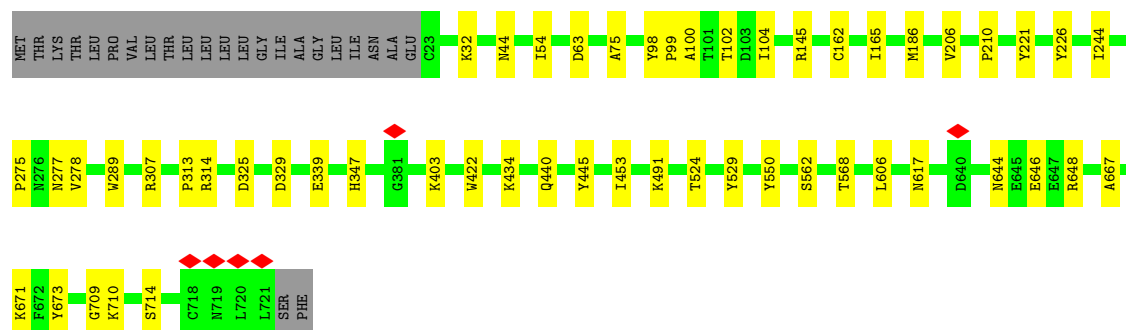 MET THR LYS THR LEU PRO VAL LEU THR LEU LEU LEU LEU GLY ILE ALA GLY LEU ILE ASN ALA GLU C23 K32 N44 I54 D63 A75 Y98 P99 A100 T101 T102 D103 I104 R145 C162 I165 M186 V206 P210 Y221 Y226 I244
P275 N276 N277 V278 W289 R307 P313 R314 D325 D329 E339 H347 G381 K403 W422 K434 Q440 Y445 I453 K491 T524 Y529 Y550 S562 T568 L606 N617 D640 N644 E645 E646 E647 R648 A667
K671 F672 Y673 G709 K710 S714 C718 N719 L720 L721 SER PHE